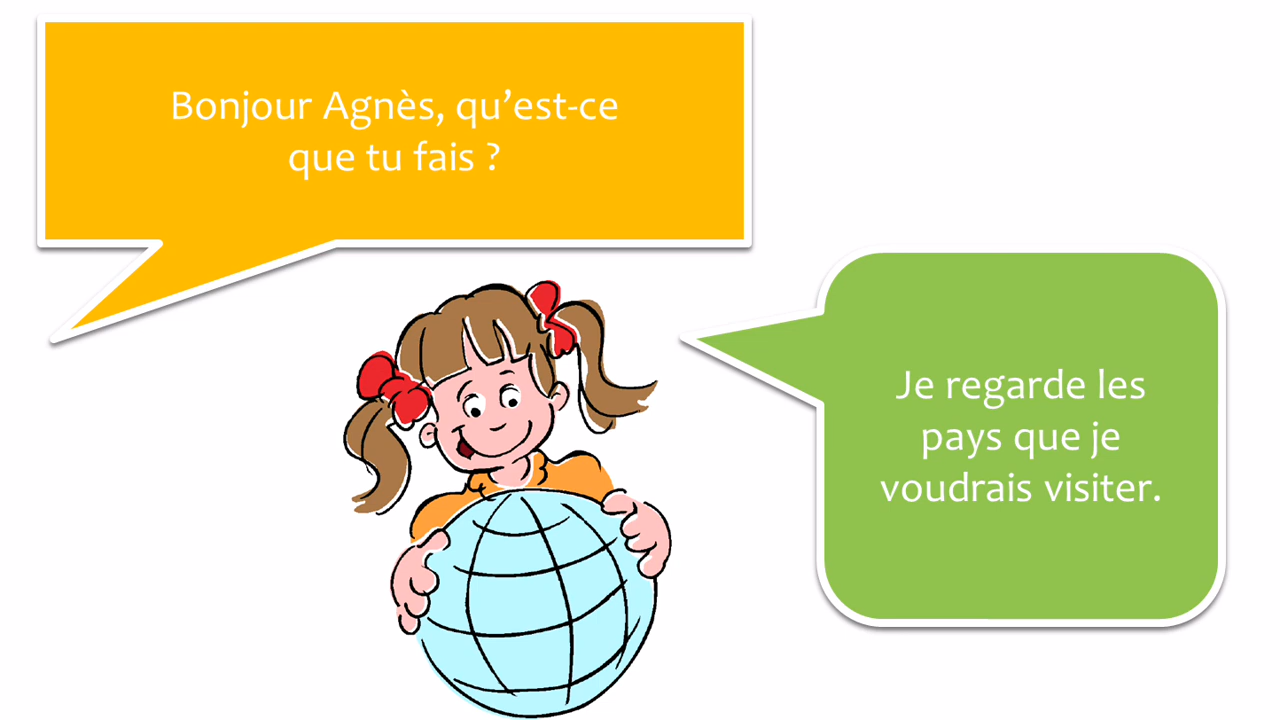 Bonjour Agnès, qu’est-ce
que tu fais ?
Je regarde les
pays que je
voudrais visiter.